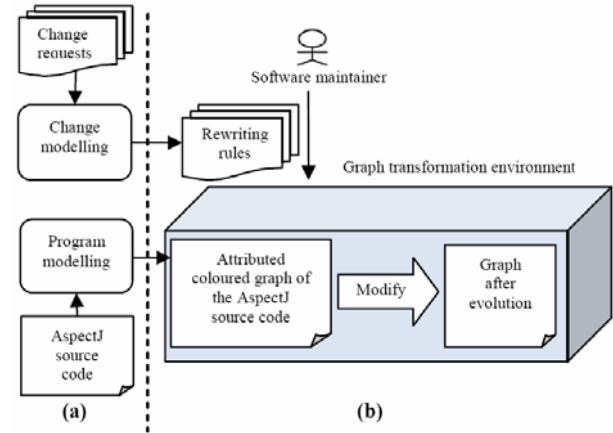 Change
requests
Software maintainer
Change
modelling
Rewriting
rules
Graph transformation environment
Program
modelling
Attributed
coloured graph of
the AspectJ
source code
Modify
Graph
after
evolution
AspectJ
source
code
(a)
(b)